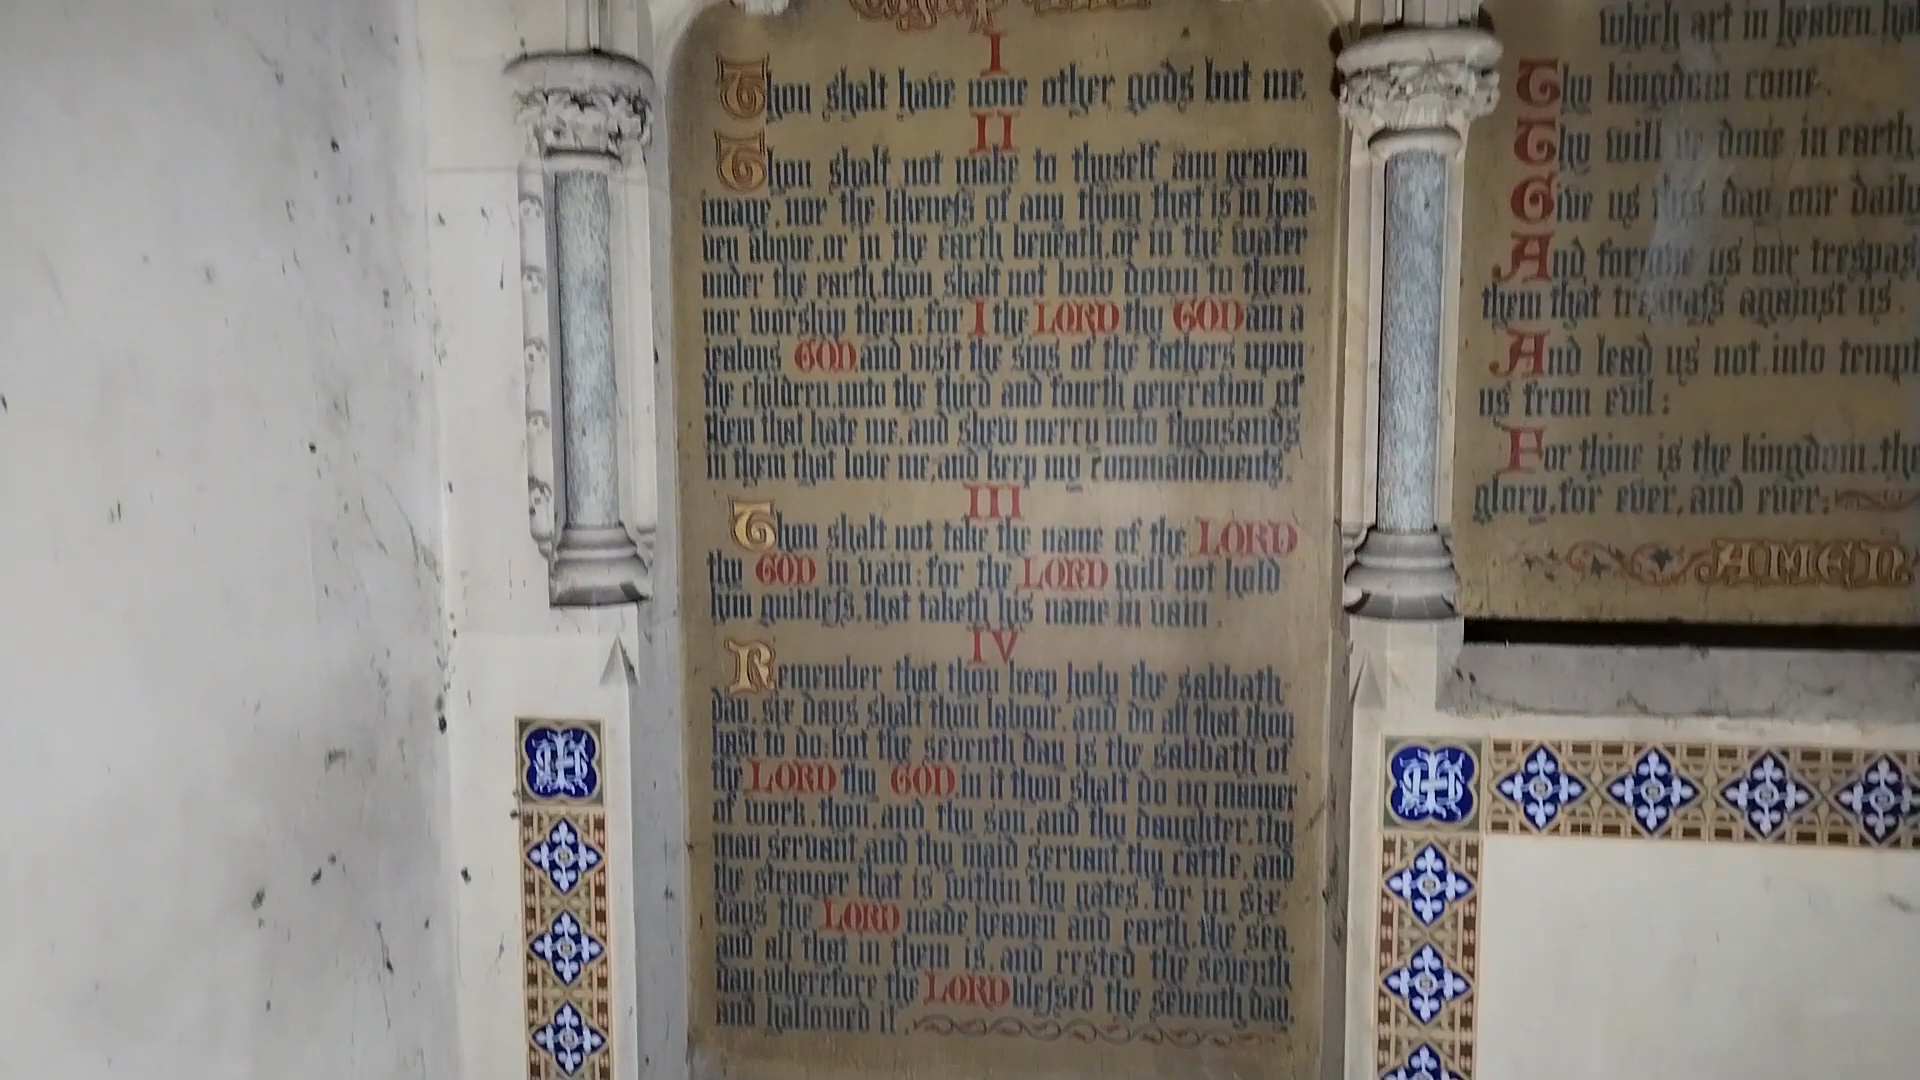 I
Thou shalt have none other gods but me.
II
Thou shalt not make to thyself any graven
image, nor the likeneſs of any thing that is in hea-
ven above, or in the earth beneath, or in the water
under the earth, thou shalt not bow down to them,
nor worship them: for I the LORD thy GOD am a
jealous GOD and visit the sins of the fathers upon
the children, unto the third and fourth generation of
them that hate me, and shew mercy unto thousands
in them that love me, and keep my commandments.
III
Thou shalt not take the name of the LORD
thy GOD in vain: for the LORD will not hold
him guiltleſs, that taketh his name in vain.
IV
Remember that thou keep holy the sabbath-
day, six days shalt thou labour, and do all that thou
hast to do: but the seventh day is the sabbath of
the LORD thy GOD in it thou shalt do no manner
of work, thou, and thy son, and thy daughter, thy
man servant, and thy maid servant, thy cattle, and
the stranger that is within thy gates, for in six-
days the LORD made heaven and earth, the sea,
and all that in them is, and rested the seventh
day: wherefore the LORD bleſsed the seventh day,
and hallowed it.
which art in heaven,
Thy kingdom come.
Thy will be done in earth,
Give us this day our daily
And forgive us our
them that treſpaſs against us.
And lead us not into
us from evil:
For thine is the kingdom, the
glory, for ever, and ever:
AMEN